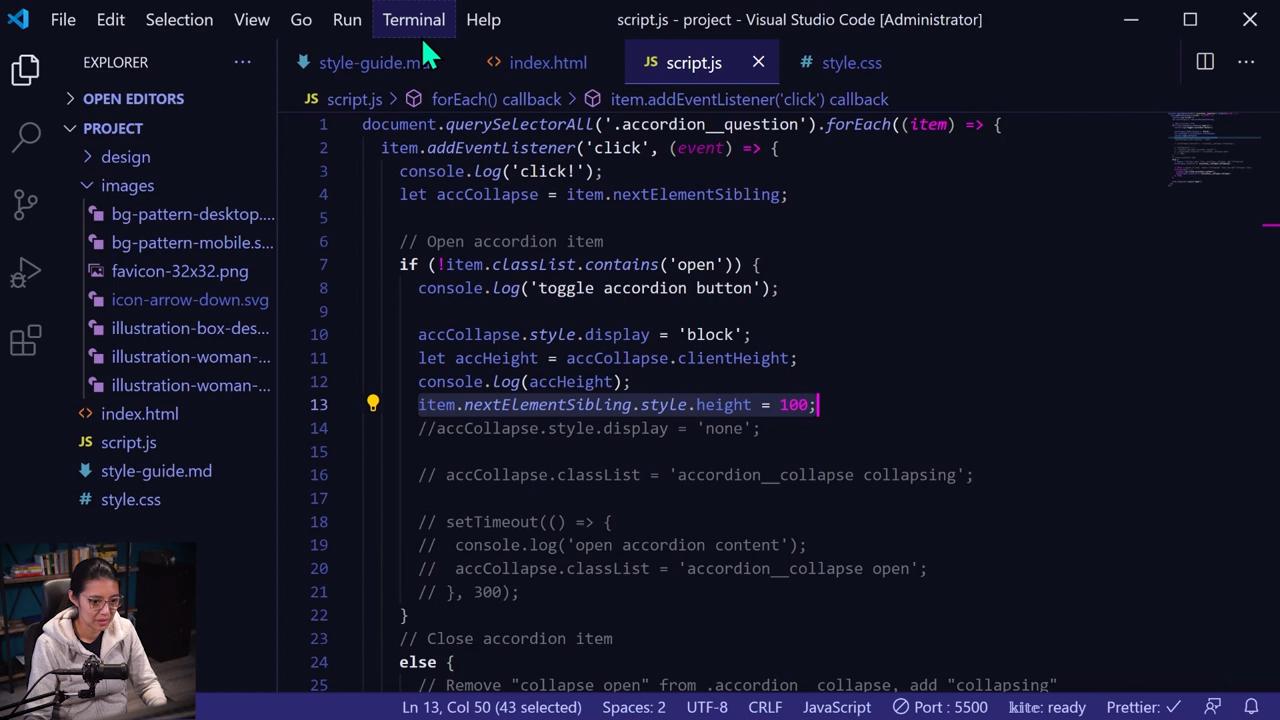 File Edit Selection View Go Run Terminal Help
script.js - project - Visual Studio Code [Administrator]
EXPLORER
style-guide.m
index.html
JS script.js
# style.css
OPEN EDITORS
JS script.js > forEach() callback > item.addEventListener('click') callback
PROJECT
design
images
bg-pattern-desktop....
bg-pattern-mobile.s...
favicon-32x32.png
icon-arrow-down.svg
illustration-box-des...
illustration-woman-...
illustration-woman-...
index.html
JS script.js
style-guide.md
# style.css
1 document.querySelectorAll('.accordion__question').forEach((item) => {
2 item.addEventListener('click', (event) => {
3 console.log('click');
4 let accCollapse = item.nextElementSibling;
5
6 // Open accordion item
7 if (!item.classList.contains('open')) {
8 console.log('toggle accordion button');
9
10 accCollapse.style.display = 'block';
11 let accHeight = accCollapse.clientHeight;
12 console.log(accHeight);
13 item.nextElementSibling.style.height = 100;
14 //accCollapse.style.display = 'none';
15
16 // accCollapse.classList = 'accordion__collapse collapsing';
17
18 // setTimeout(() => {
19 // console.log('open accordion content');
20 // accCollapse.classList = 'accordion__collapse open';
21 // }, 300);
22 }
23 // Close accordion item
24 else {
25 // Remove "collapse open" from .accordion__collapse, add "collapsing"
Ln 13, Col 50 (43 selected) Spaces: 2 UTF-8 CRLF JavaScript Port : 5500 kite: ready Prettier: ✓